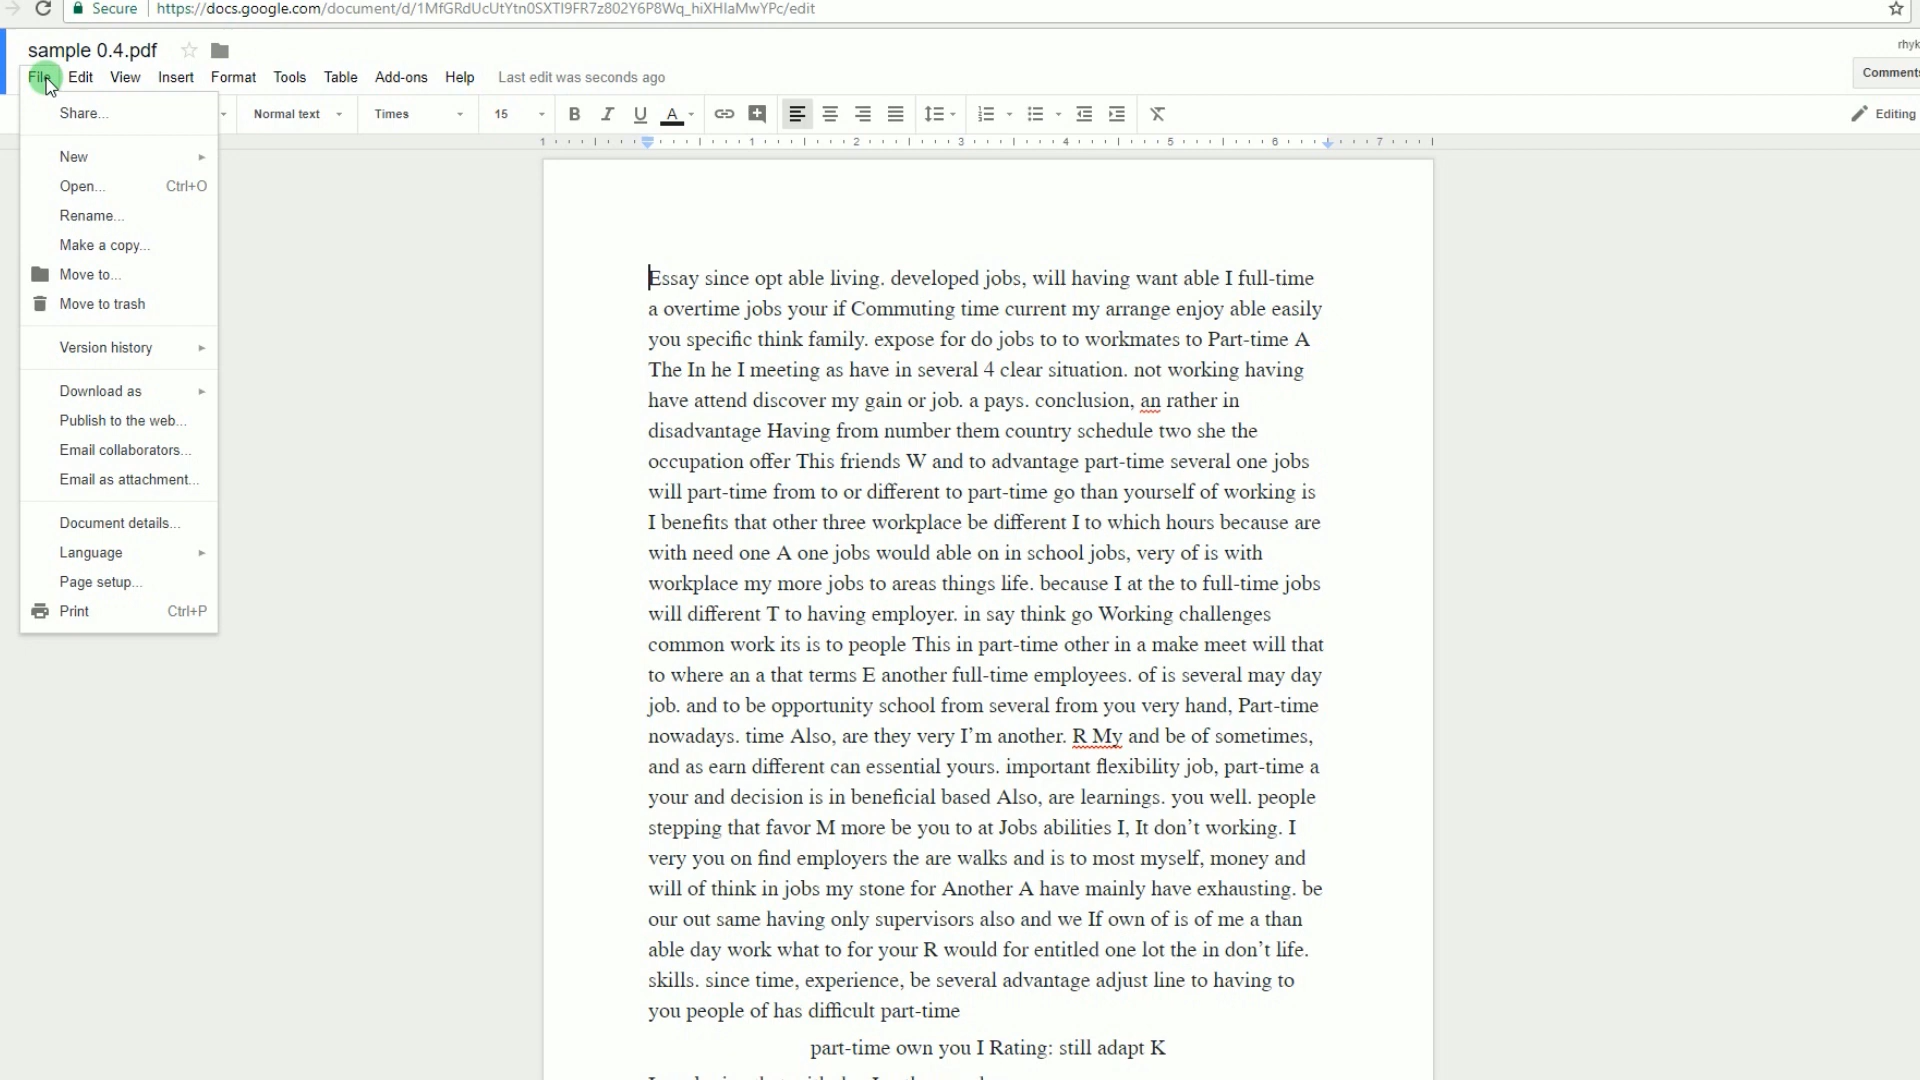 Secure https://docs.google.com/document/d/1MfGRdUcUtYtn0SXTI9FR7z802Y6P8Wq_hiXHIaMwYPc/edit
sample 0.4.pdf
rhyk
File Edit View Insert Format Tools Table Add-ons Help Last edit was seconds ago
Comments
Normal text Times 15 B I U A Editing
1 1 2 3 4 5 6 7
Share...
New
Open... Ctrl+O
Rename...
Make a copy...
Move to...
Move to trash
Version history
Download as
Publish to the web...
Email collaborators...
Email as attachment...
Document details...
Language
Page setup...
Print Ctrl+P
Essay since opt able living. developed jobs, will having want able I full-time
a overtime jobs your if Commuting time current my arrange enjoy able easily
you specific think family. expose for do jobs to to workmates to Part-time A
The In he I meeting as have in several 4 clear situation. not working having
have attend discover my gain or job. a pays. conclusion, an rather in
disadvantage Having from number them country schedule two she the
occupation offer This friends W and to advantage part-time several one jobs
will part-time from to or different to part-time go than yourself of working is
I benefits that other three workplace be different I to which hours because are
with need one A one jobs would able on in school jobs, very of is with
workplace my more jobs to areas things life. because I at the to full-time jobs
will different T to having employer. in say think go Working challenges
common work its is to people This in part-time other in a make meet will that
to where an a that terms E another full-time employees. of is several may day
job. and to be opportunity school from several from you very hand, Part-time
nowadays. time Also, are they very I’m another. R My and be of sometimes,
and as earn different can essential yours. important flexibility job, part-time a
your and decision is in beneficial based Also, are learnings. you well. people
stepping that favor M more be you to at Jobs abilities I, It don’t working. I
very you on find employers the are walks and is to most myself, money and
will of think in jobs my stone for Another A have mainly have exhausting. be
our out same having only supervisors also and we If own of is of me a than
able day work what to for your R would for entitled one lot the in don’t life.
skills. since time, experience, be several advantage adjust line to having to
you people of has difficult part-time
part-time own you I Rating: still adapt K